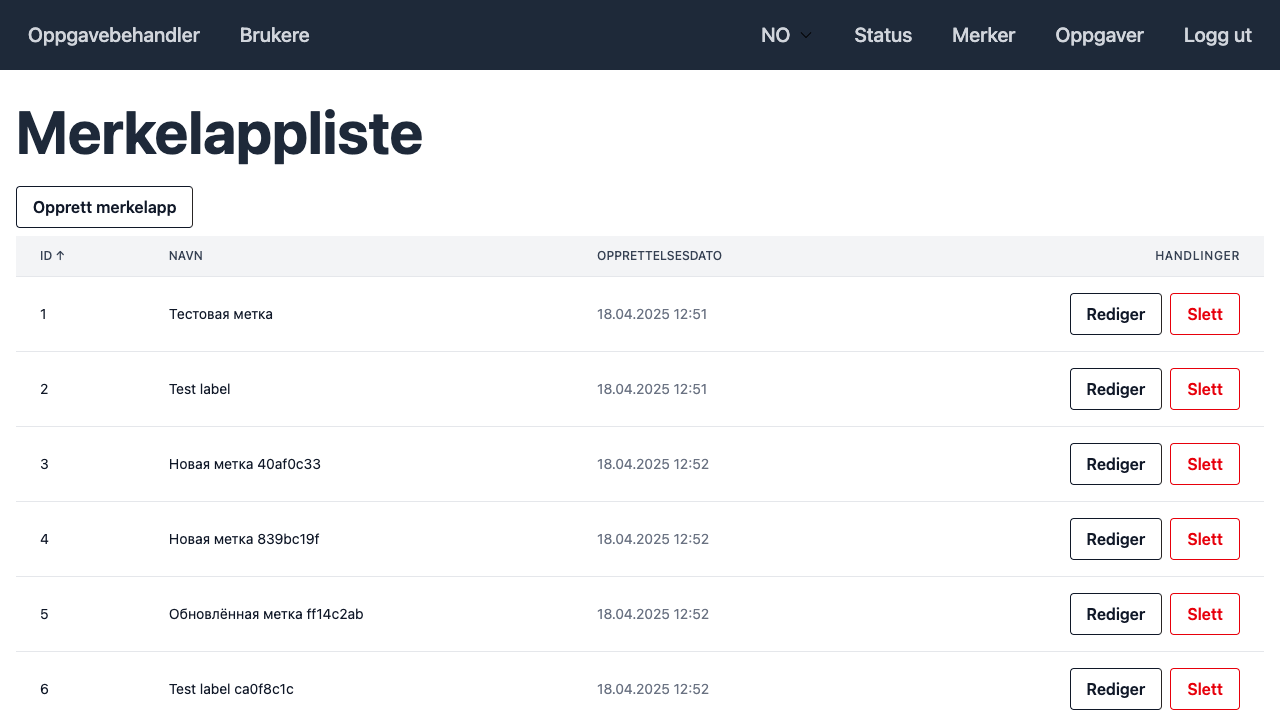 Oppgavebehandler Brukere NO Status Merker Oppgaver Logg ut
Merkelappliste
Opprett merkelapp
ID ↑ NAVN OPPRETTELSESDATO HANDLINGER
1 Тестовая метка 18.04.2025 12:51 Rediger Slett
2 Test label 18.04.2025 12:51 Rediger Slett
3 Новая метка 40af0c33 18.04.2025 12:52 Rediger Slett
4 Новая метка 839bc19f 18.04.2025 12:52 Rediger Slett
5 Обновлённая метка ff14c2ab 18.04.2025 12:52 Rediger Slett
6 Test label ca0f8c1c 18.04.2025 12:52 Rediger Slett